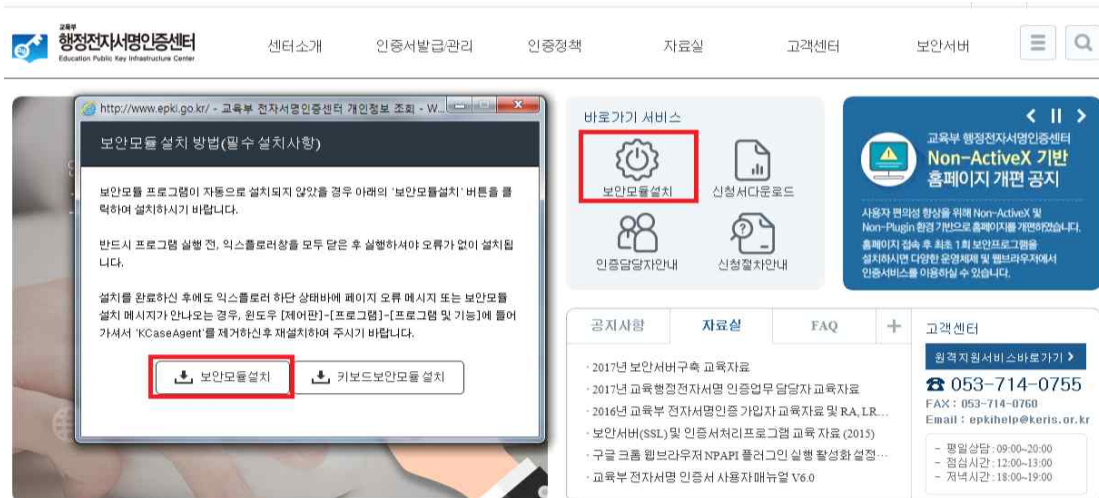 교육부
행정전자서명인증센터
Education Public Key Infrastructure Center
센터소개
인증서발급/관리
인증정책
자료실
고객센터
보안서버
http://www.epki.go.kr/ - 교육부 전자서명인증센터 개인정보 조회 - W...
보안모듈 설치 방법(필수 설치사항)
보안모듈 프로그램이 자동으로 설치되지 않았을 경우 아래의 '보안모듈설치' 버튼을 클
릭하여 설치하시기 바랍니다.
반드시 프로그램 실행 전, 익스플로러창을 모두 닫은 후 실행하셔야 오류가 없이 설치됩
니다.
설치를 완료하신 후에도 익스플로러 하단 상태바에 페이지 오류 메시지 또는 보안모듈
설치 메시지가 안나오는 경우, 윈도우 [제어판]-[프로그램]-[프로그램 및 기능]에 들어
가셔서 'KCaseAgent'를 제거하신후 재설치하여 주시기 바랍니다.
보안모듈설치
키보드보안모듈 설치
바로가기 서비스
보안모듈설치
신청서다운로드
인증담당자안내
신청절차안내
교육부 행정전자서명인증센터
Non-ActiveX 기반
홈페이지 개편 공지
사용자 편의성 향상을 위해 Non-ActiveX 및
Non-Plugin 환경 기반으로 홈페이지를 개편하였습니다.
홈페이지 접속 후 최초 1회 보안프로그램을
설치하시면 다양한 운영체제 및 웹브라우저에서
인증서비스를 이용하실 수 있습니다.
공지사항
자료실
FAQ
· 2017년 보안서버구축 교육자료
· 2017년 교육행정전자서명 인증업무 담당자 교육자료
· 2016년 교육부 전자서명인증 가입자 교육자료 및 RA, LR...
· 보안서버(SSL) 및 인증서처리프로그램 교육 자료 (2015)
· 구글 크롬 웹브라우저 NPAPI 플러그인 실행 활성화 설정...
· 교육부 전자서명 인증서 사용자매뉴얼 V6.0
고객센터
원격지원서비스바로가기
053-714-0755
FAX : 053-714-0760
Email : epkihelp@keris.or.kr
- 평일상담 : 09:00~20:00
- 점심시간 : 12:00~13:00
- 저녁시간 : 18:00~19:00